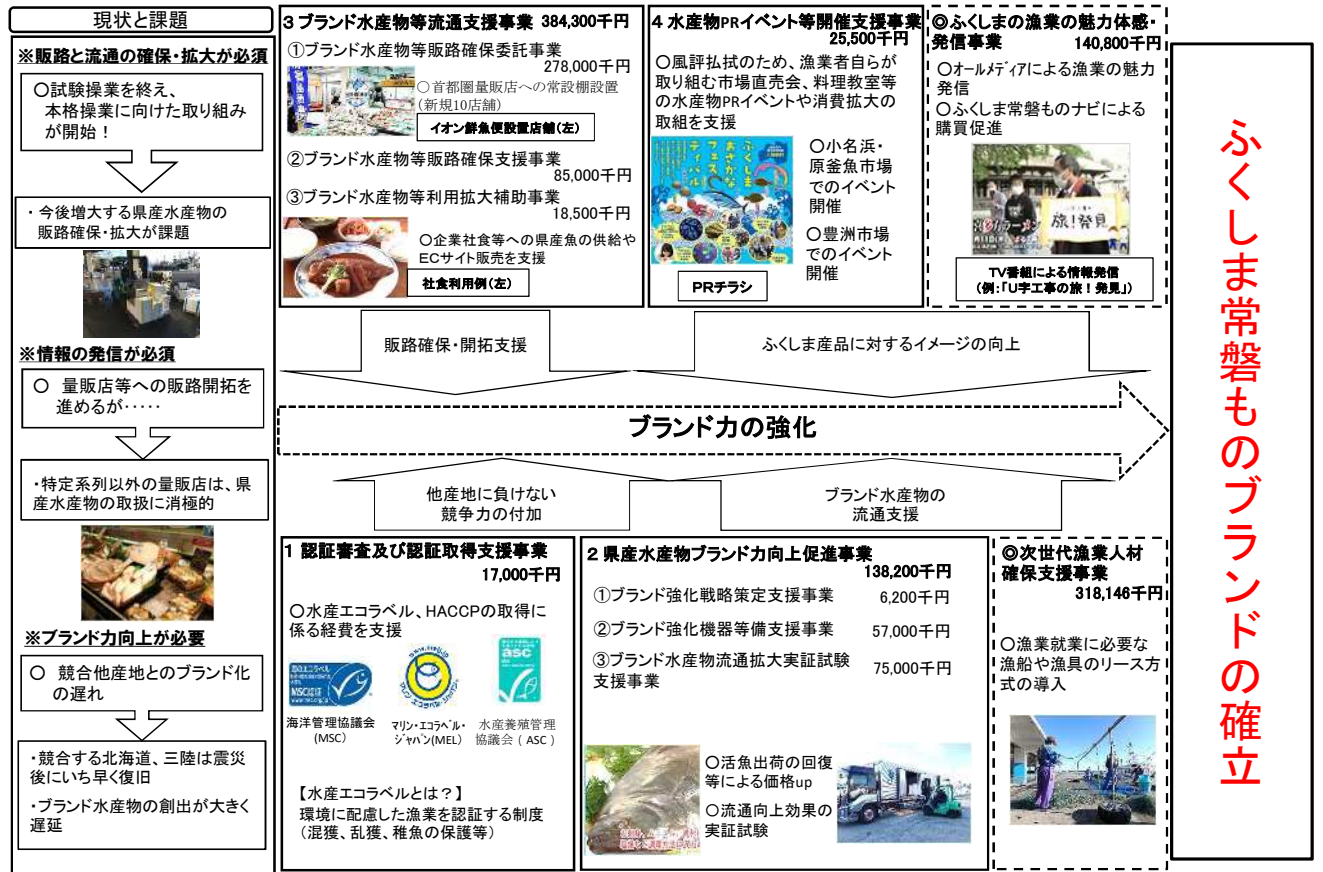 現状と課題
※販路と流通の確保・拡大が必須
○試験操業を終え、
本格操業に向けた取り組み
が開始！
・今後増大する県産水産物の
販路確保・拡大が課題
※情報の発信が必須
○ 量販店等への販路開拓を
進めるが‥‥‥
・特定系列以外の量販店は、県
産水産物の取扱に消極的
※ブランド力向上が必要
○ 競合他産地とのブランド化
の遅れ
・競合する北海道、三陸は震災
後にいち早く復旧
・ブランド水産物の創出が大きく
遅延
３ブランド水産物等流通支援事業 384,300千円
①ブランド水産物等販路確保委託事業
278,000千円
○首都圏量販店への常設棚設置
(新規10店舗)
イオン鮮魚便設置店舗(左)
②ブランド水産物等販路確保支援事業
85,000千円
③ブランド水産物等利用拡大補助事業
18,500千円
○企業社食等への県産魚の供給や
ECサイト販売を支援
社食利用例(左)
４水産物PRイベント等開催支援事業
25,500千円
○風評払拭のため、漁業者自らが
取り組む市場直売会、料理教室等
の水産物PRイベントや消費拡大の
取組を支援
ふくしま
おさかな
フェス
ティバル
○小名浜・
原釜魚市場
でのイベント
開催
○豊洲市場
でのイベント
開催
PRチラシ
◎ふくしまの漁業の魅力体感・
発信事業 140,800千円
○オールメディアによる漁業の魅力
発信
○ふくしま常磐ものナビによる
購買促進
旅！発見
TV番組による情報発信
（例：「U字工事の旅！発見」）
販路確保・開拓支援
ふくしま産品に対するイメージの向上
ブランド力の強化
他産地に負けない
競争力の付加
ブランド水産物の
流通支援
１ 認証審査及び認証取得支援事業
17,000千円
○水産エコラベル、HACCPの取得に
係る経費を支援
MSC認証
asc
海洋管理協議会
(MSC)
マリン・エコラベル・
ジャパン(MEL)
水産養殖管理
協議会（ASC）
【水産エコラベルとは？】
環境に配慮した漁業を認証する制度
（混獲、乱獲、稚魚の保護等）
２県産水産物ブランド力向上促進事業
138,200千円
①ブランド強化戦略策定支援事業 6,200千円
②ブランド強化機器等備支援事業 57,000千円
③ブランド水産物流通拡大実証試験
支援事業 75,000千円
○活魚出荷の回復
等による価格up
○流通向上効果の
実証試験
◎次世代漁業人材
確保支援事業
318,146千円
○漁業就業に必要な
漁船や漁具のリース方
式の導入
ふくしま常磐ものブランドの確立